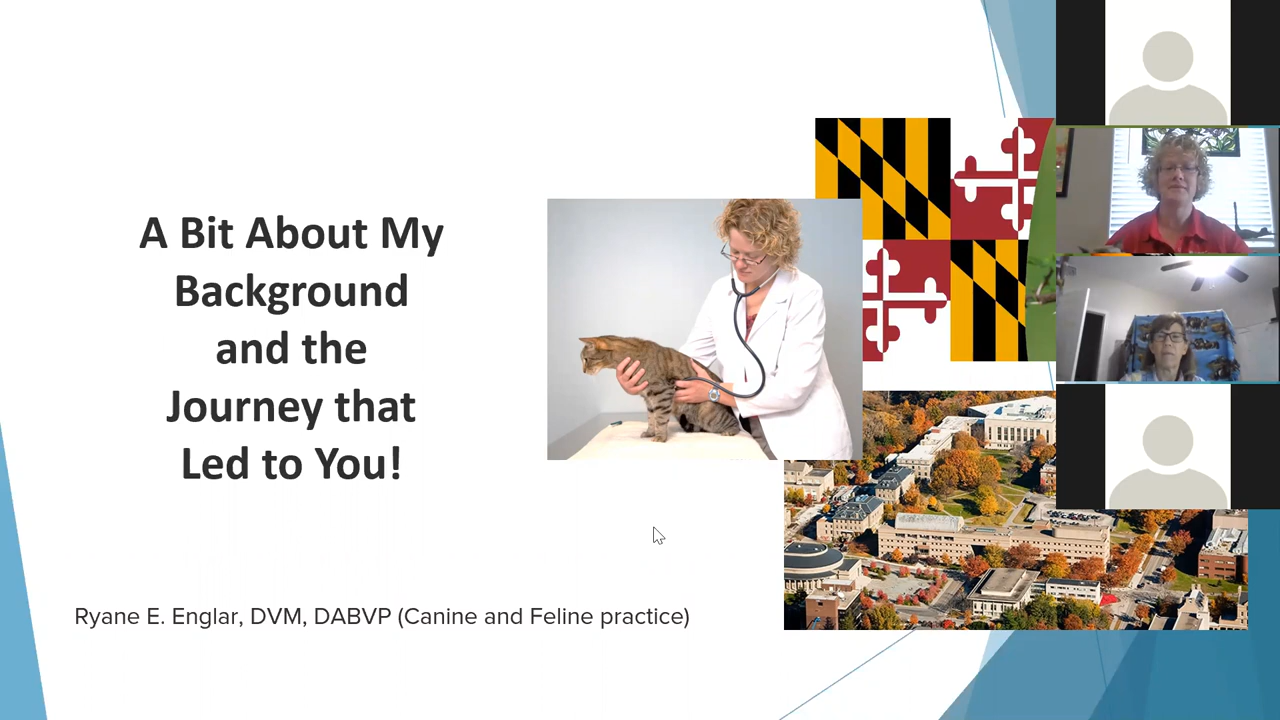 A Bit About My
Background
and the
Journey that
Led to You!
Ryane E. Englar, DVM, DABVP (Canine and Feline practice)